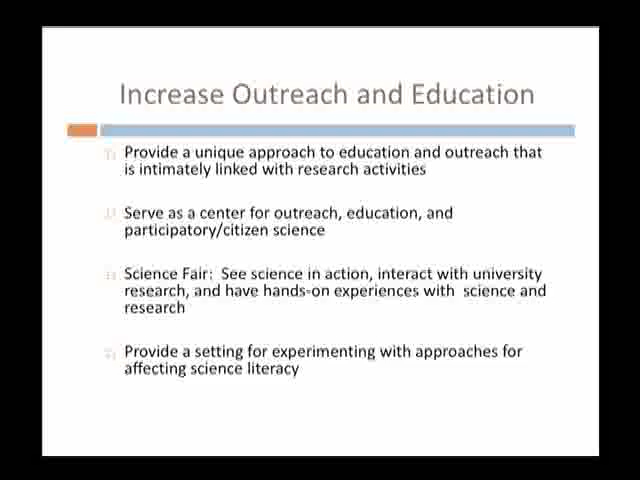 Increase Outreach and Education
Provide a unique approach to education and outreach that
is intimately linked with research activities
Serve as a center for outreach, education, and
participatory/citizen science
Science Fair:  See science in action, interact with university
research, and have hands-on experiences with  science and
research
Provide a setting for experimenting with approaches for
affecting science literacy